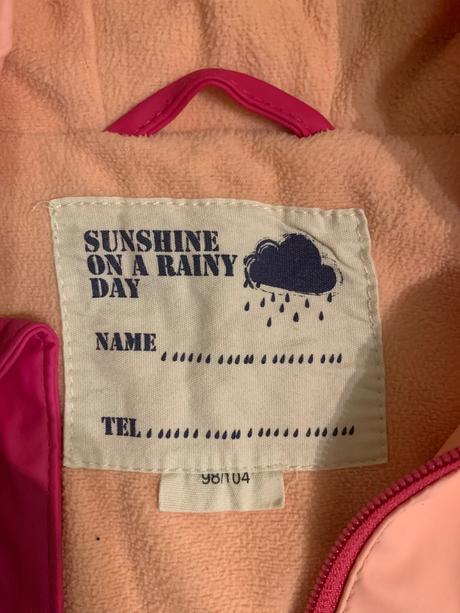 SUNSHINE
ON A RAINY
DAY
NAME
TEL
98/104